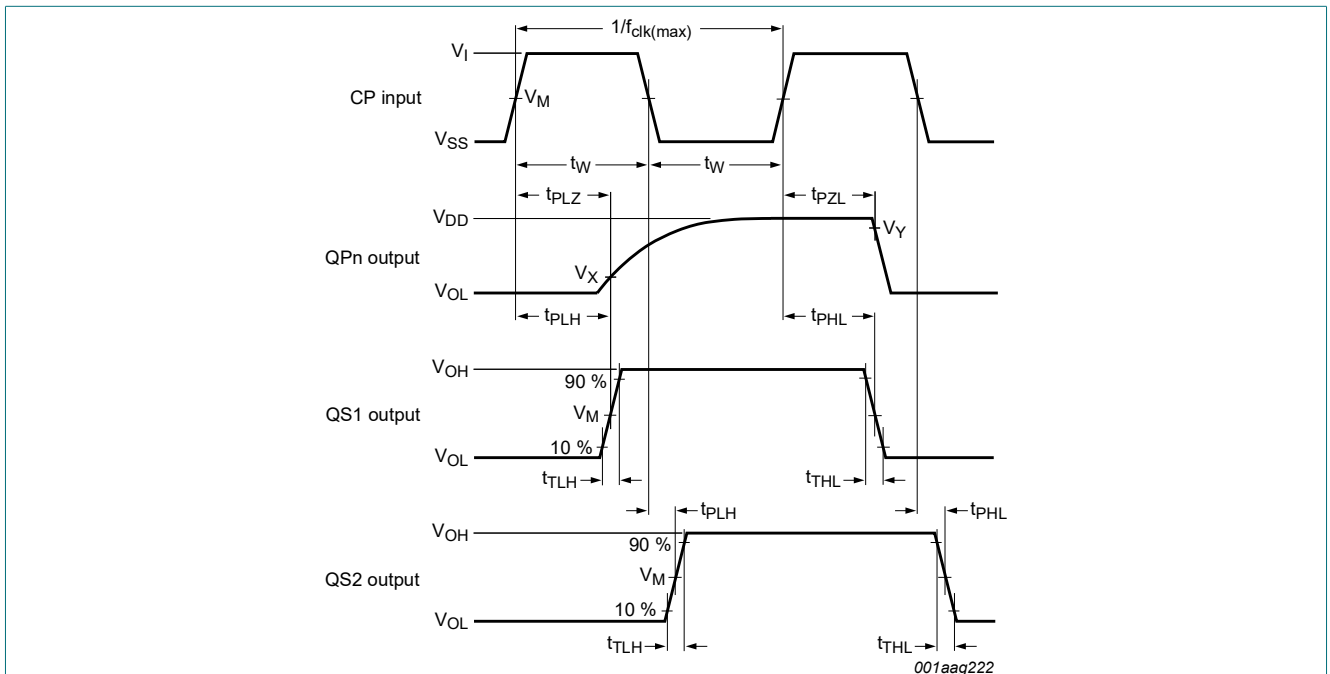 1/fclk(max)
VI
CP input
VM
VSS
tW tW
tPLZ tPZL
VDD
VY
QPn output
VX
VOL
tPLH tPHL
VOH
90 %
QS1 output
VM
10 %
VOL
tTLH tTHL
tPLH tPHL
VOH
90 %
QS2 output
VM
10 %
VOL
tTLH tTHL
001aag222